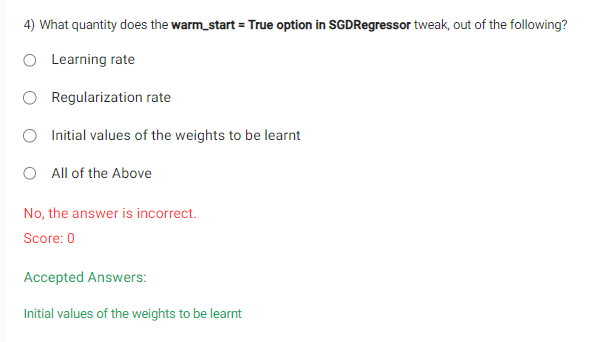 4) What quantity does the warm_start = True option in SGDRegressor tweak, out of the following?
Learning rate
Regularization rate
Initial values of the weights to be learnt
All of the Above
No, the answer is incorrect.
Score: 0
Accepted Answers:
Initial values of the weights to be learnt